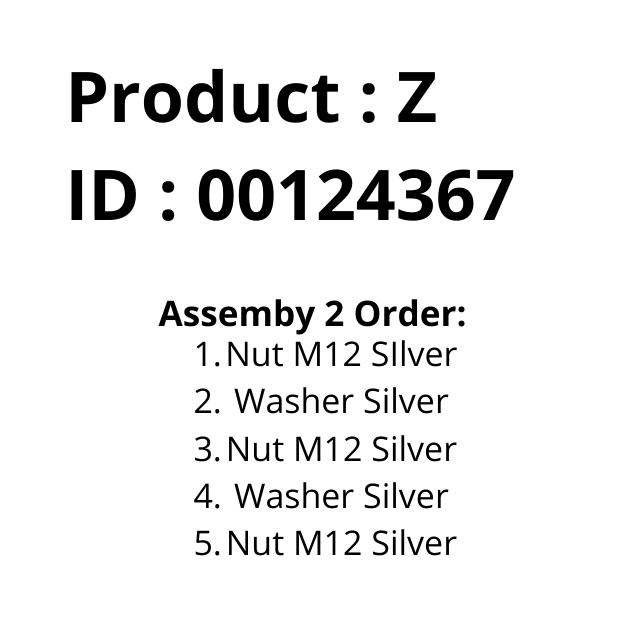 Product : Z
ID : 00124367
Assemby 2 Order:
1. Nut M12 SIlver
2. Washer Silver
3. Nut M12 Silver
4. Washer Silver
5. Nut M12 Silver